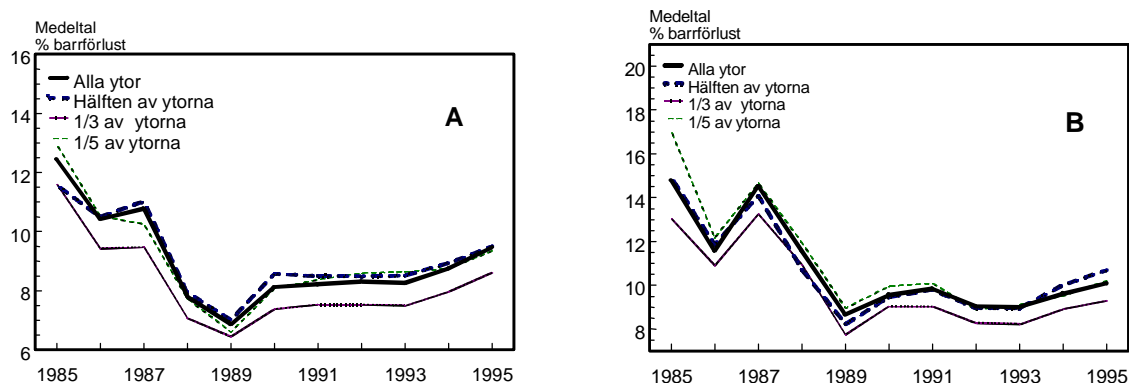 Medeltal
% barrförlust
16
14
12
10
8
6
Alla ytor
Hälften av ytorna
1/3 av ytorna
1/5 av ytorna
A
1985 1987 1989 1991 1993 1995
Medeltal
% barrförlust
20
18
16
14
12
10
8
Alla ytor
Hälften av ytorna
1/3 av ytorna
1/5 av ytorna
B
1985 1987 1989 1991 1993 1995